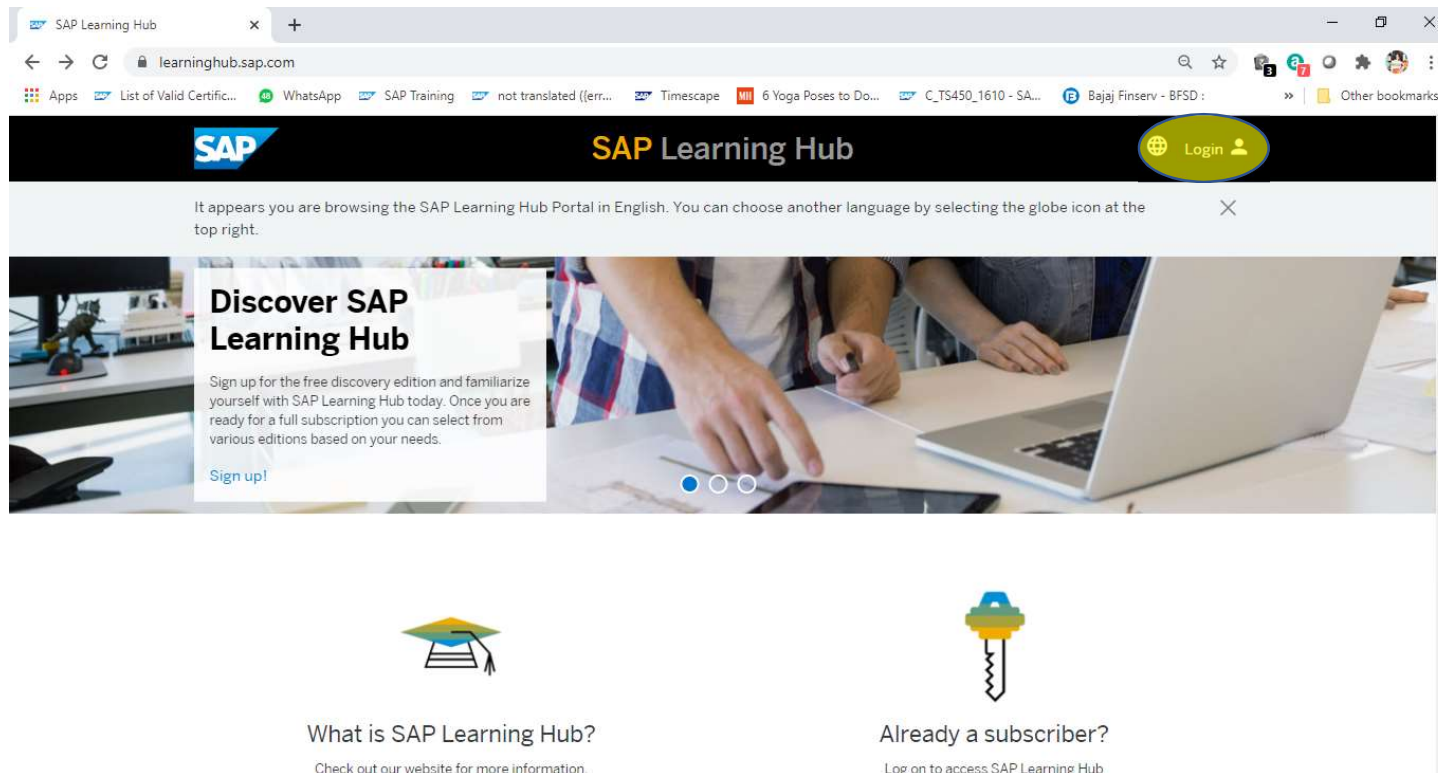 SAP Learning Hub
learninghub.sap.com
3
7
Apps List of Valid Certific... 48 WhatsApp SAP Training not translated ({err... Timescape MH 6 Yoga Poses to Do... C_TS450_1610 - SA... B Bajaj Finserv - BFSD : » Other bookmarks
SAP SAP Learning Hub Login
It appears you are browsing the SAP Learning Hub Portal in English. You can choose another language by selecting the globe icon at the
top right.
Discover SAP
Learning Hub
Sign up for the free discovery edition and familiarize
yourself with SAP Learning Hub today. Once you are
ready for a full subscription you can select from
various editions based on your needs.
Sign up!
What is SAP Learning Hub?
Check out our website for more information.
Already a subscriber?
Log on to access SAP Learning Hub